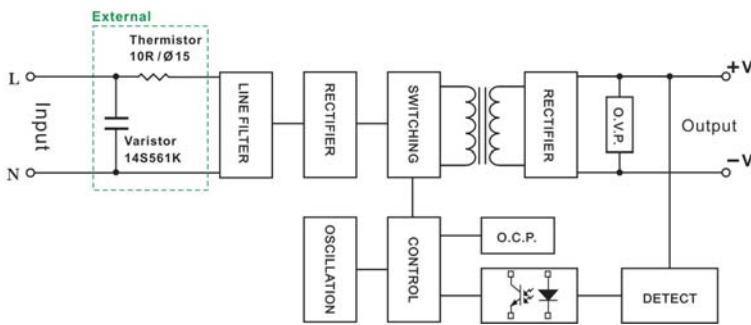 External
Thermistor
10R/Ø15
L
Input
Varistor
14S561K
N
LINE FILTER
RECTIFIER
SWITCHING
RECTIFIER
O.V.P.
+V
Output
−V
OSCILLATION
CONTROL
O.C.P.
DETECT